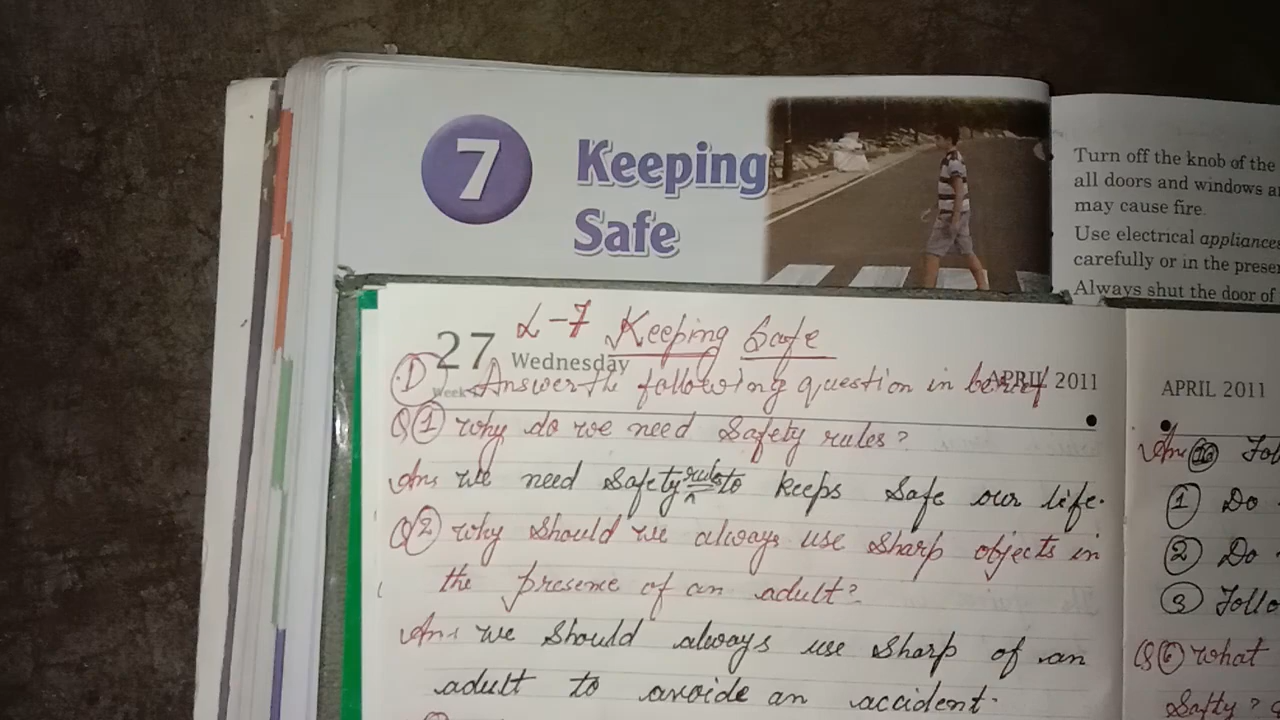 7
Keeping
Safe
Turn off the knob of the
all doors and windows
may cause fire.
Use electrical appliances
carefully or in the
Always shut the door of
27
Wednesday
Week
APRIL 2011
L-7 Keeping Safe
D Answer the following question in
Q1 Why do we need Safety rules?
Ans We need Safety rules to keeps Safe our life.
Q2 Why Should we always use Sharp objects in
the presence of an adult?
Ans We Should always use Sharp of an
adult to avoide an accident.
APRIL 2011
Ans
1 Do
2 Do
3
Q6 What
Safty?